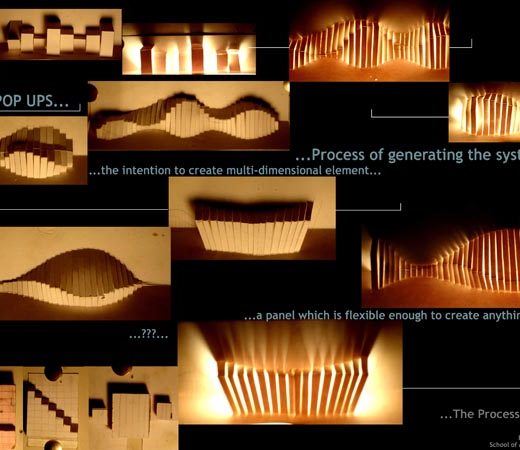 POP UPS...
...Process of generating the syst
...the intention to create multi-dimensional element...
...a panel which is flexible enough to create anythin
...???...
...The Process
School of